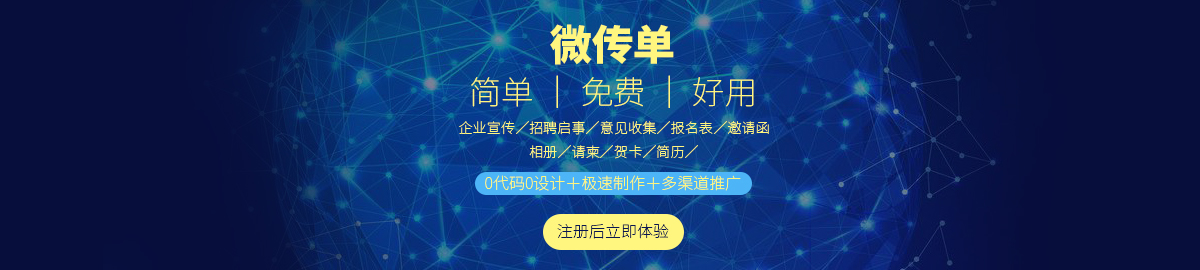 微传单
简单 | 免费 | 好用
企业宣传／招聘启事／意见收集／报名表／邀请函
相册／请柬／贺卡／简历／
0代码0设计＋极速制作＋多渠道推广
注册后立即体验